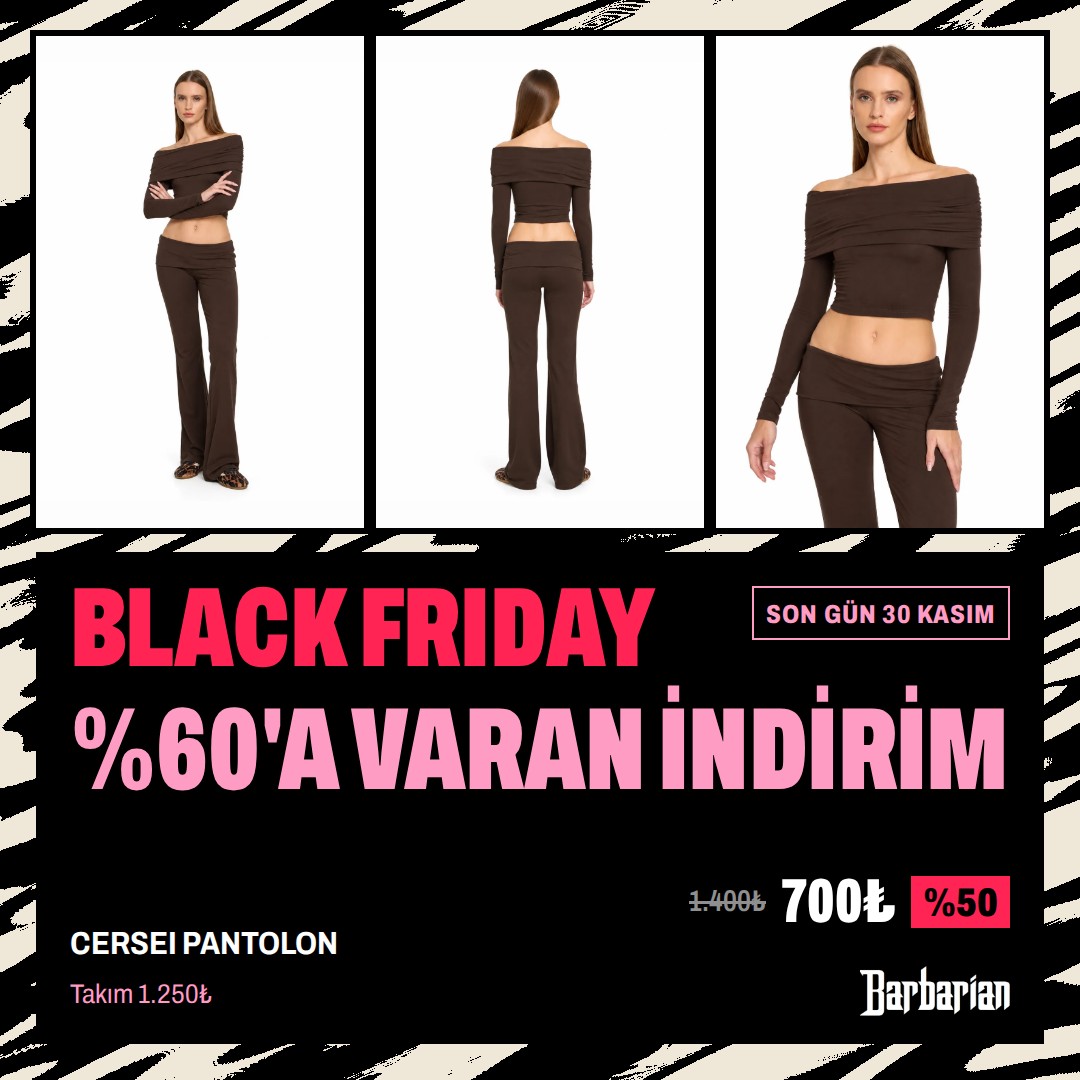 BLACK FRIDAY
SON GÜN 30 KASIM
%60'A VARAN İNDİRİM
1.400₺ 700₺ %50
CERSEI PANTOLON
Takım 1.250₺
Barbarian